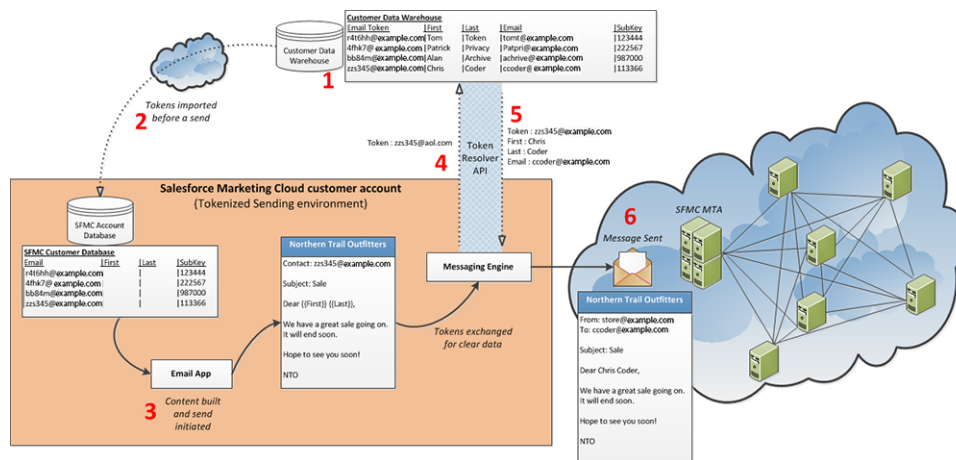 Customer Data Warehouse
Email Token |First |Last |Email |SubKey
r4t6hh@example.com |Tom |Token |tomt@example.com |123444
4fhk7@example.com |Patrick |Privacy |Patpri@example.com |222567
bb84m@example.com |Alan |Archive |achrive@example.com |987000
zzs345@example.com |Chris |Coder |ccoder@example.com |113366
Customer Data
Warehouse
1
Tokens imported
before a send
2
5
Token : zzs345@example.com
First : Chris
Last : Coder
Email : ccoder@example.com
Token : zzs345@aol.com
4
Token
Resolver
API
Salesforce Marketing Cloud customer account
(Tokenized Sending environment)
SFMC Account
Database
SFMC Customer Database
Email |First |Last |SubKey
r4t6hh@example.com | |123444
4fhk7@example.com | | |222567
bb84m@example.com | |987000
zzs345@example.com | |113366
Email App
3
Content built
and send
initiated
Northern Trail Outfitters
Contact: zzs345@example.com
Subject: Sale
Dear {{First}} {{Last}},
We have a great sale going on.
It will end soon.
Hope to see you soon!
NTO
Messaging Engine
Tokens exchanged
for clear data
6
Message Sent
SFMC MTA
Northern Trail Outfitters
From: store@example.com
To: ccoder@example.com
Subject: Sale
Dear Chris Coder,
We have a great sale going on.
It will end soon.
Hope to see you soon!
NTO